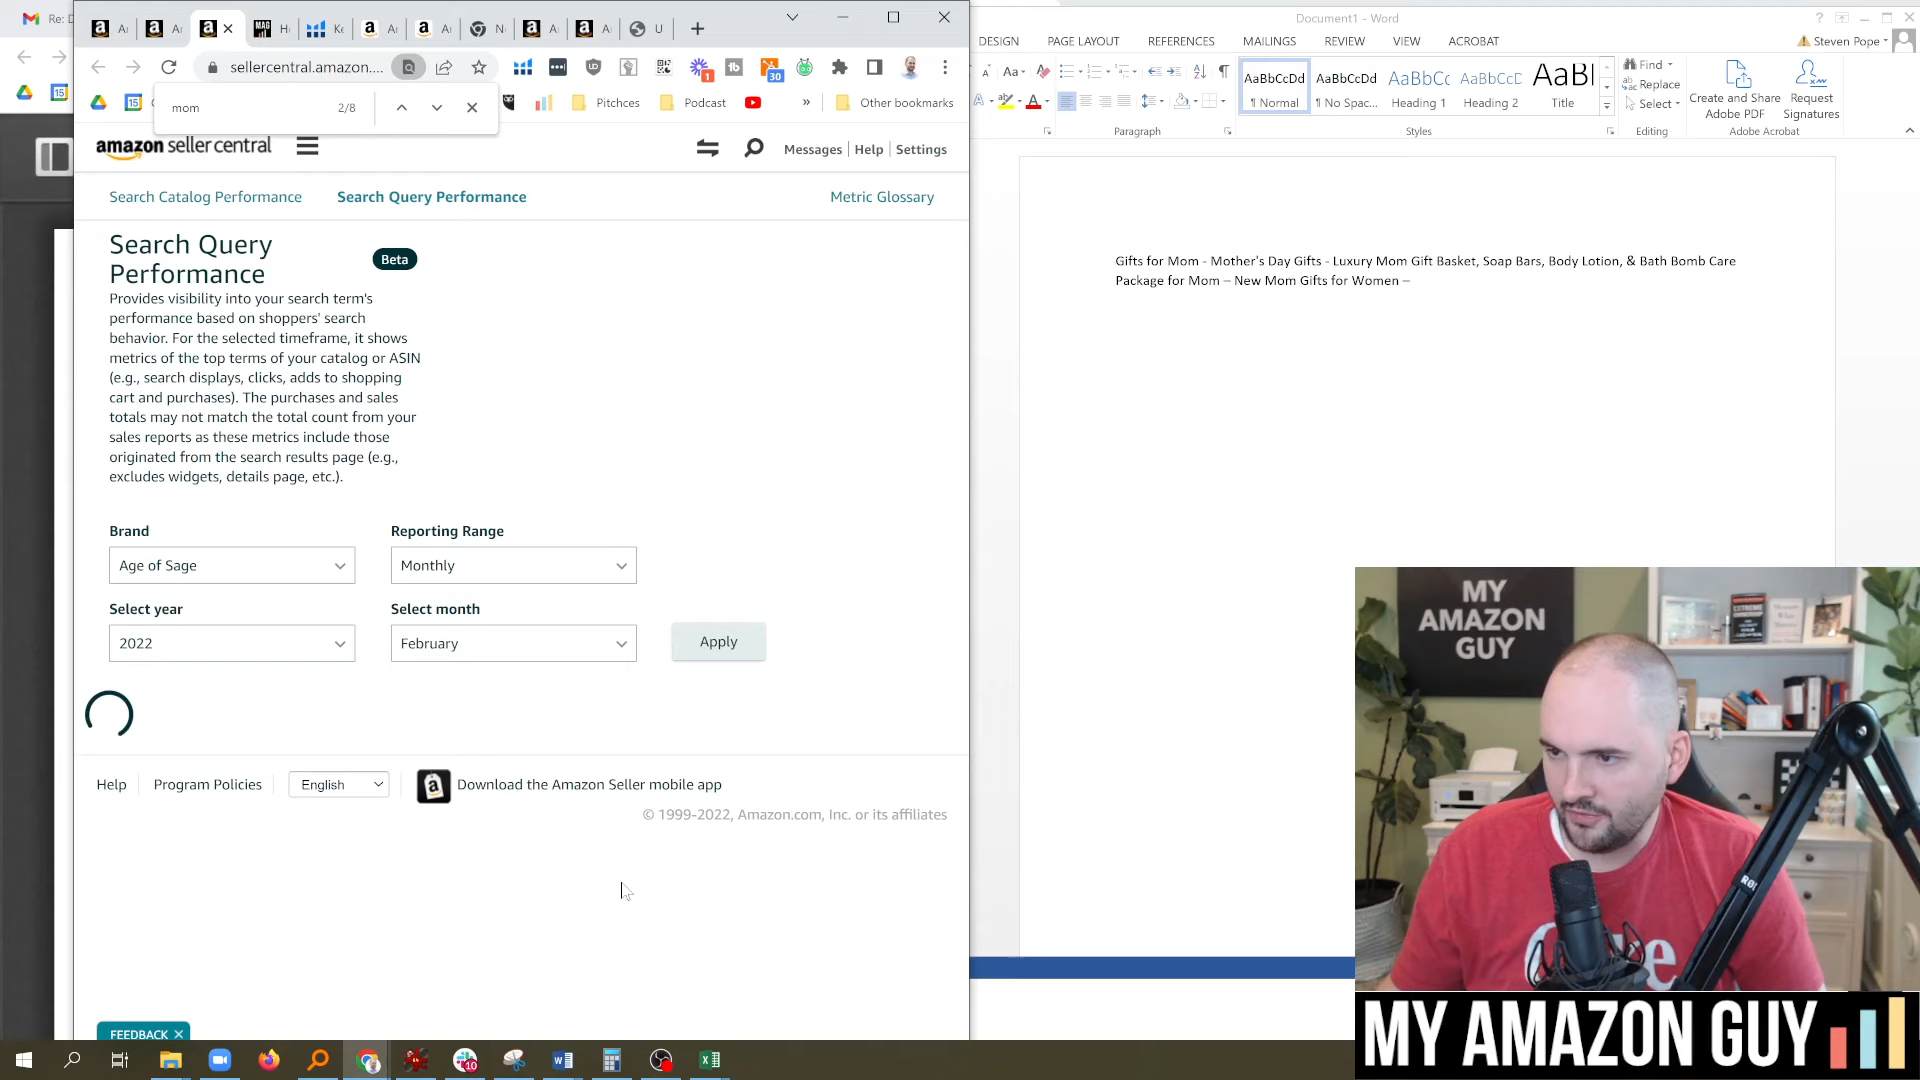 Re: D
sellercentral.amazon....
mom
2/8
1
30
Pitchces
Podcast
»
Other bookmarks
amazon seller central
Messages
Help
Settings
Search Catalog Performance
Search Query Performance
Metric Glossary
Search Query
Performance
Beta
Provides visibility into your search term's
performance based on shoppers' search
behavior. For the selected timeframe, it shows
metrics of the top terms of your catalog or ASIN
(e.g., search displays, clicks, adds to shopping
cart and purchases). The purchases and sales
totals may not match the total count from your
sales reports as these metrics include those
originated from the search results page (e.g.,
excludes widgets, details page, etc.).
Brand
Reporting Range
Age of Sage
Monthly
Select year
Select month
2022
February
Apply
Help
Program Policies
English
Download the Amazon Seller mobile app
© 1999-2022, Amazon.com, Inc. or its affiliates
FEEDBACK
Document1 - Word
DESIGN
PAGE LAYOUT
REFERENCES
MAILINGS
REVIEW
VIEW
ACROBAT
Steven Pope
AaBbCcDd
¶ Normal
AaBbCcDd
¶ No Spac...
AaBbCc
Heading 1
AaBbCcD
Heading 2
AaBl
Title
Find
Replace
Select
Create and Share
Adobe PDF
Request
Signatures
Paragraph
Styles
Editing
Adobe Acrobat
Gifts for Mom - Mother's Day Gifts - Luxury Mom Gift Basket, Soap Bars, Body Lotion, & Bath Bomb Care
Package for Mom – New Mom Gifts for Women –
MY
AMAZON
GUY
MY AMAZON GUY